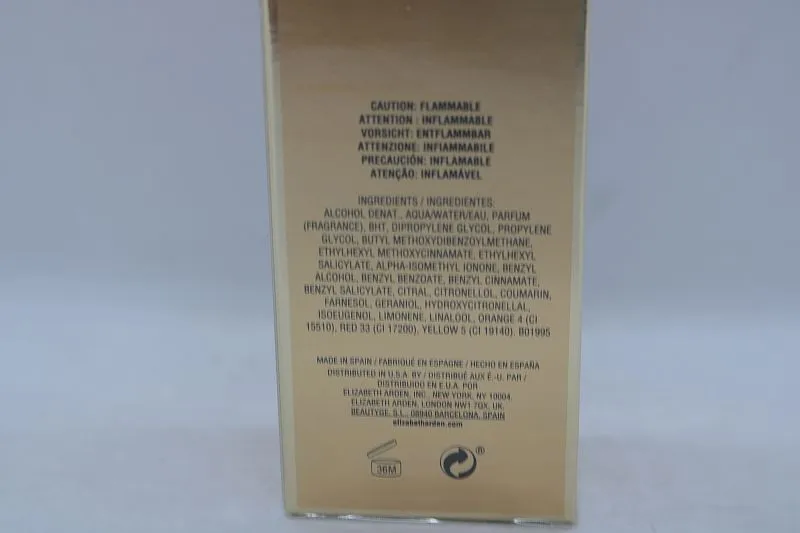 CAUTION: FLAMMABLE
ATTENTION : INFLAMMABLE
VORSICHT: ENTFLAMMBAR
ATTENZIONE: INFIAMMABILE
PRECAUCIÓN: INFLAMABLE
ATENÇÃO: INFLAMÁVEL
INGREDIENTS / INGREDIENTES:
ALCOHOL DENAT., AQUA/WATER/EAU, PARFUM
(FRAGRANCE), BHT, DIPROPYLENE GLYCOL, PROPYLENE
GLYCOL, BUTYL METHOXYDIBENZOYLMETHANE,
ETHYLHEXYL METHOXYCINNAMATE, ETHYLHEXYL
SALICYLATE, ALPHA-ISOMETHYL IONONE, BENZYL
ALCOHOL, BENZYL BENZOATE, BENZYL CINNAMATE,
BENZYL SALICYLATE, CITRAL, CITRONELLOL, COUMARIN,
FARNESOL, GERANIOL, HYDROXYCITRONELLAL,
ISOEUGENOL, LIMONENE, LINALOOL, ORANGE 4 (CI
15510), RED 33 (CI 17200), YELLOW 5 (CI 19140). B01995
MADE IN SPAIN / FABRIQUÉ EN ESPAGNE / HECHO EN ESPAÑA
DISTRIBUTED IN U.S.A. BY / DISTRIBUÉ AUX É.-U. PAR /
DISTRIBUIDO EN E.U.A. POR
ELIZABETH ARDEN, INC., NEW YORK, NY 10004.
ELIZABETH ARDEN, LONDON NW1 7GX, UK.
BEAUTYGE, S.L., 08940 BARCELONA, SPAIN
elizabetharden.com
36M
®